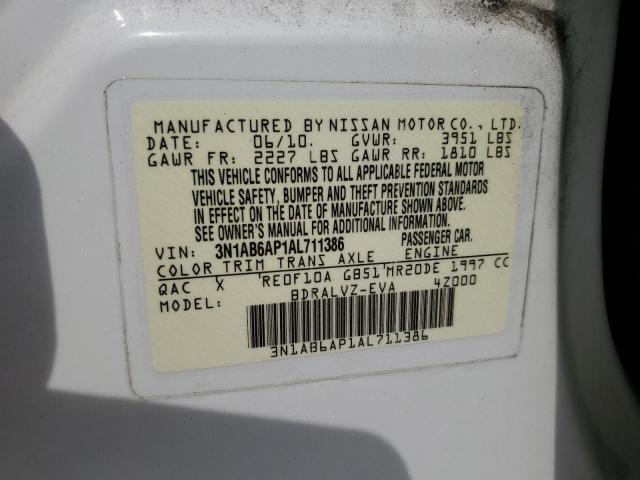 MANUFACTURED BY NISSAN MOTOR CO., LTD.
DATE: 06/10. GVWR: 3951 LBS
GAWR FR: 2227 LBS GAWR RR: 1810 LBS
THIS VEHICLE CONFORMS TO ALL APPLICABLE FEDERAL MOTOR
VEHICLE SAFETY, BUMPER AND THEFT PREVENTION STANDARDS
IN EFFECT ON THE DATE OF MANUFACTURE SHOWN ABOVE.
SEE OWNER'S MANUAL FOR ADDITIONAL INFORMATION.
VIN: 3N1AB6AP1AL711386 PASSENGER CAR.
COLOR TRIM TRANS AXLE ENGINE
QAC X RE0F10A GB51 MR20DE 1997 CC
BDRALVZ-EVA 4Z000
3N1AB6AP1AL711386